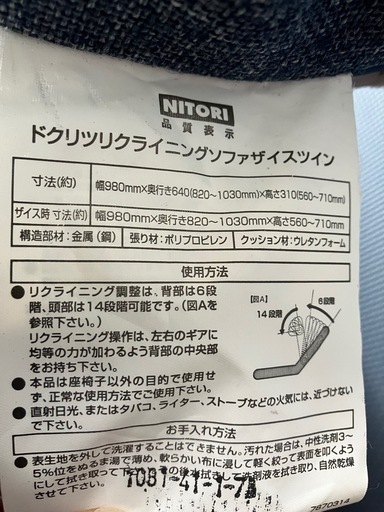 NITORI
品質表示
ドクリツリクライニングソファザイスツイン
寸法(約) 幅980mm×奥行き640(820~1030mm)×高さ310(560~710mm)
ザイス時 寸法(約) 幅980mm×奥行き820~1030mm×高さ560~710mm
構造部材:金属(鋼) 張り材:ポリプロピレン クッション材:ウレタンフォーム
使用方法
●リクライニング調整は、背部は6段
階、頭部は14段階可能です。(図Aを
参照下さい。)
リクライニング操作は、左右のギアに
均等の力が加わるよう背部の中央部
をお持ち下さい。
【図A】
14段階
6段階
●本品は座椅子以外の目的で使用せ
ず、正常な使用方法でご使用下さい。
●直射日光、またはタバコ、ライター、ストーブなどの火気には、近づけない
で下さい。
お手入れ方法
●表生地を外して洗濯することはできません。汚れた場合は、中性洗剤3~
5%位をぬるま湯で薄め、軟らかい布に浸して軽く絞って表面を叩くよう
にして拭き取って下さい。その後水拭きして洗剤液を拭き取り、自然乾燥
させて下さい。
7870314